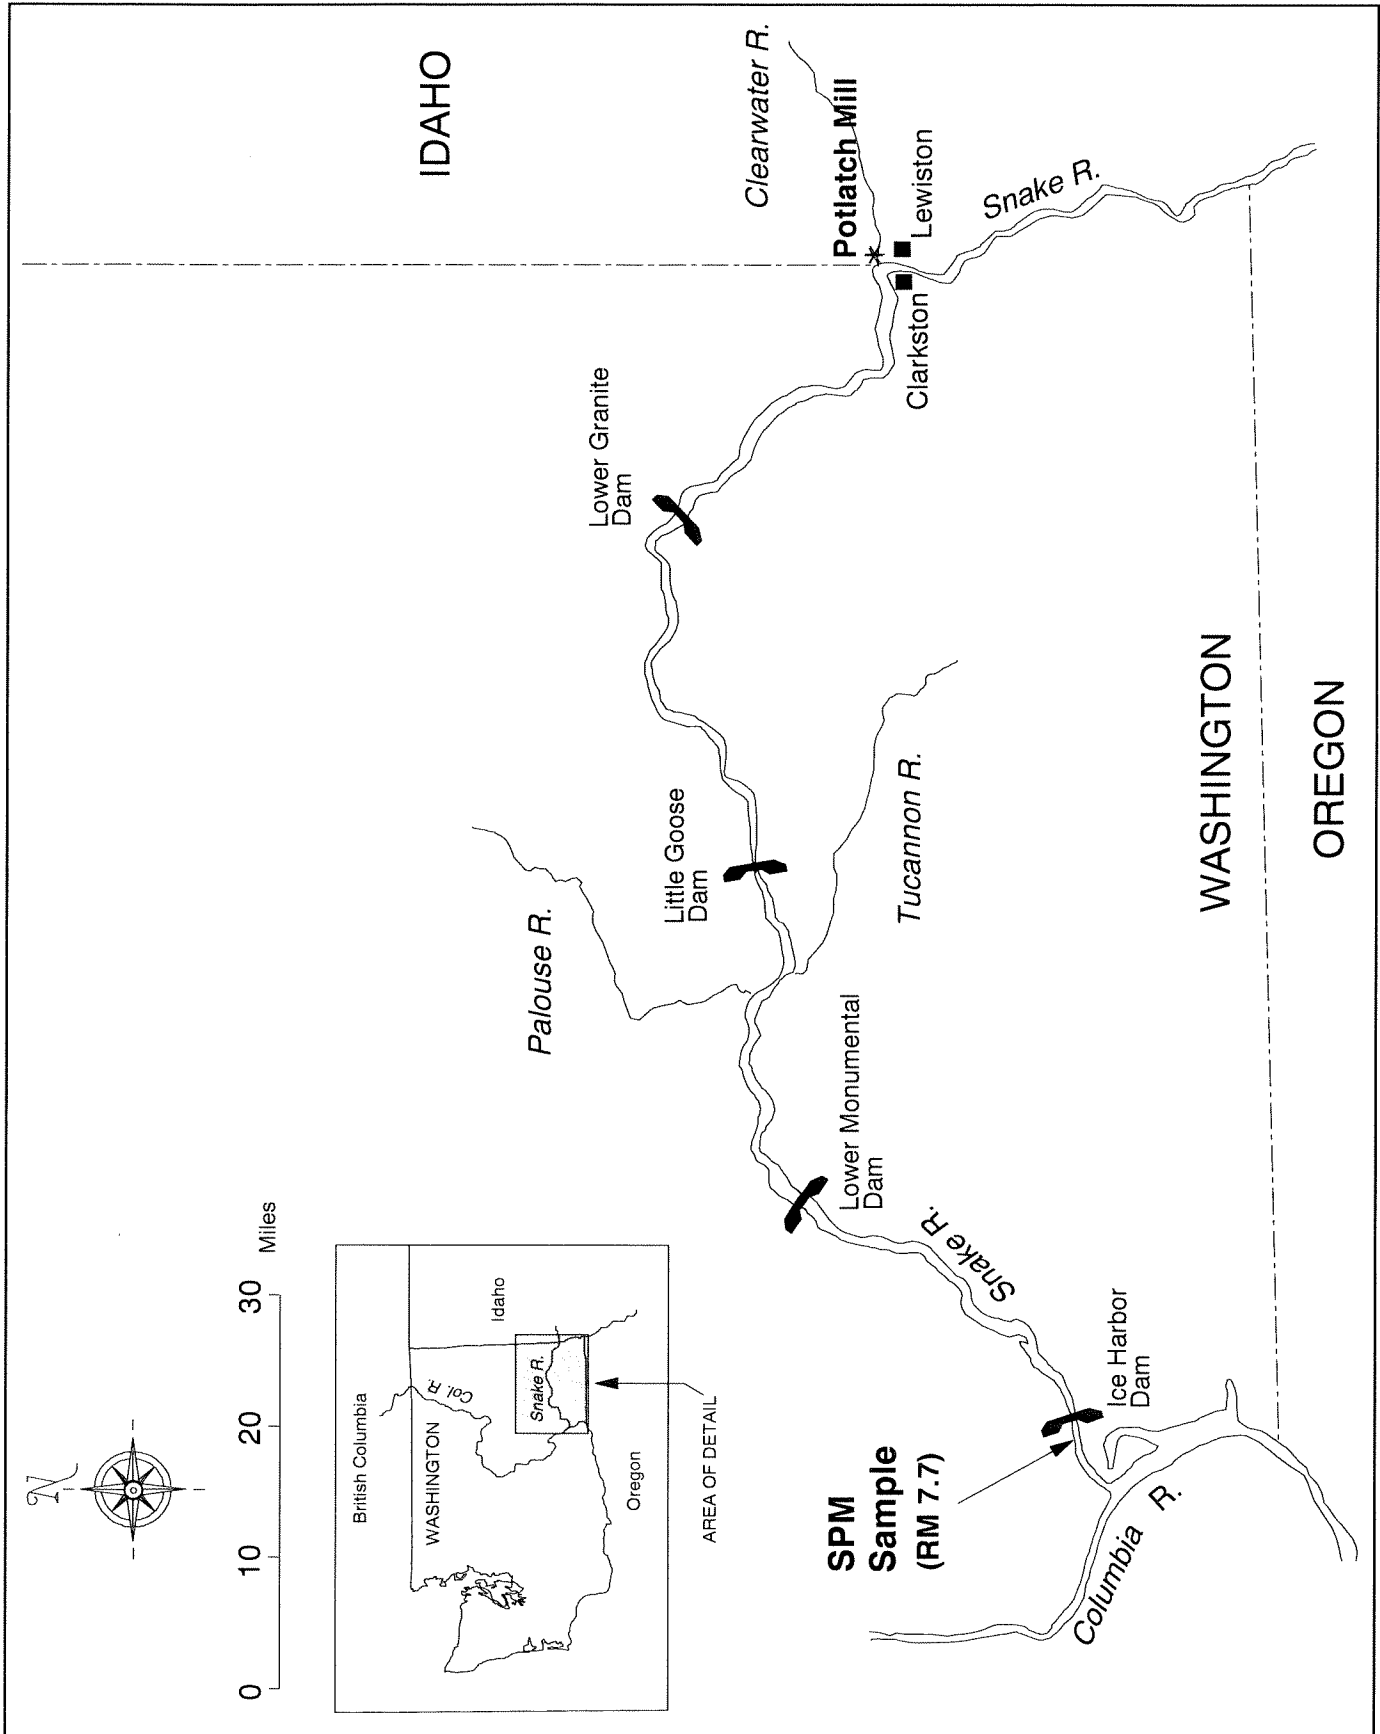 N
0 10 20 30 Miles
British Columbia
Col. R.
WASHINGTON
Snake R.
Idaho
Oregon
AREA OF DETAIL
IDAHO
Clearwater R.
Potlatch Mill
Lewiston
Clarkston
Snake R.
Lower Granite
Dam
Little Goose
Dam
Palouse R.
Tucannon R.
Lower Monumental
Dam
Snake R.
Ice Harbor
Dam
SPM
Sample
(RM 7.7)
Columbia R.
WASHINGTON
OREGON